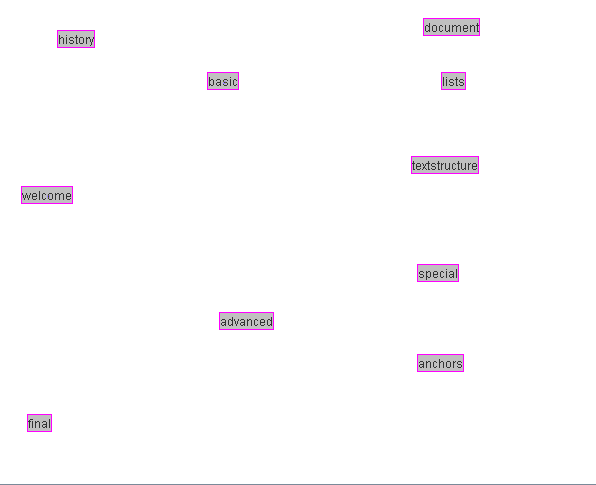 document
history
basic
lists
textstructure
welcome
special
advanced
anchors
final